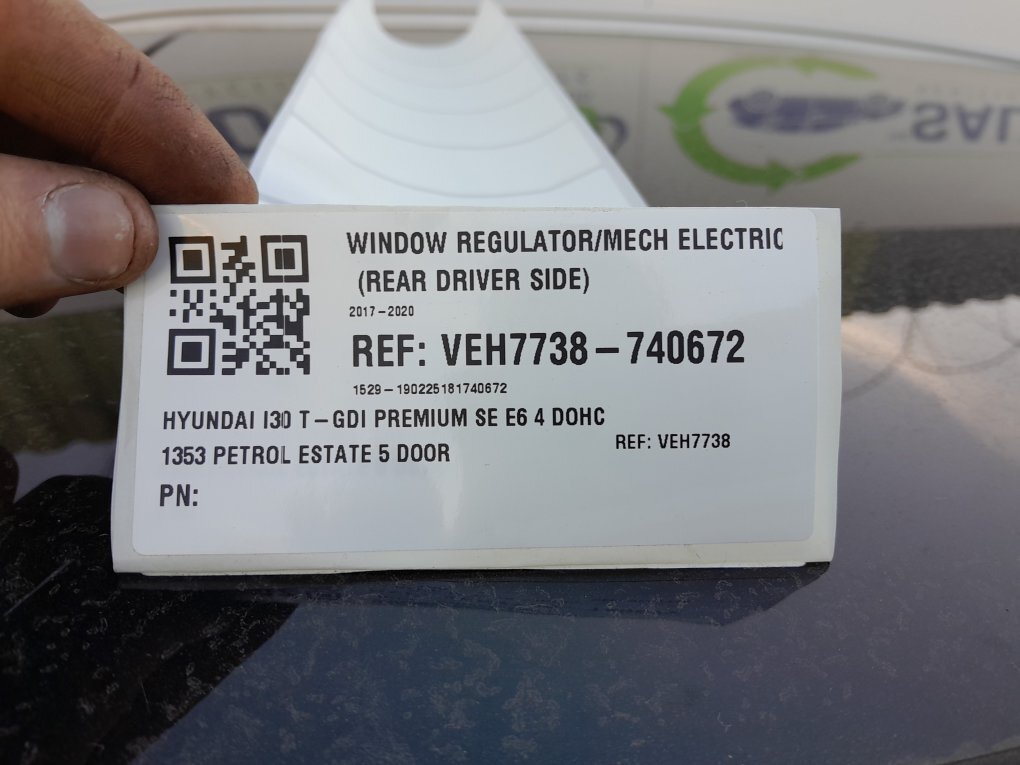 WINDOW REGULATOR/MECH ELECTRIC
(REAR DRIVER SIDE)
2017-2020
REF: VEH7738-740672
1529-190225181740672
HYUNDAI I30 T-GDI PREMIUM SE E6 4 DOHC
1353 PETROL ESTATE 5 DOOR
REF: VEH7738
PN: